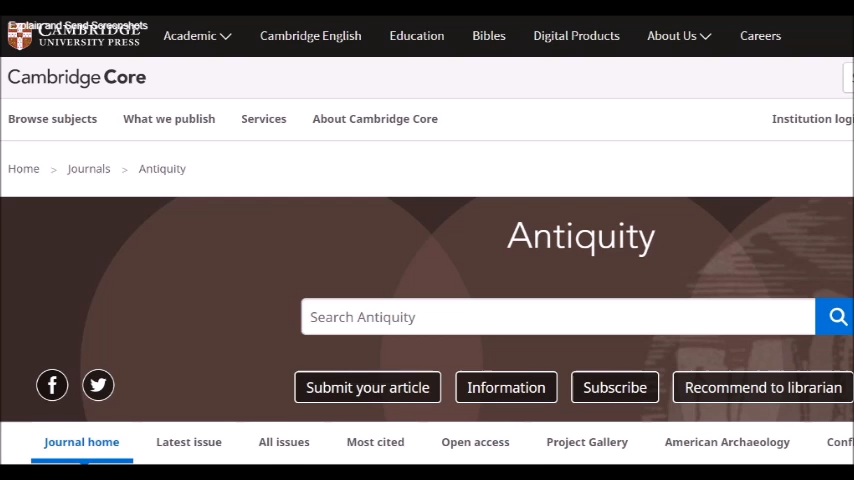 Explain and Send Screenshots
CAMBRIDGE
UNIVERSITY PRESS
Academic Cambridge English Education Bibles Digital Products About Us Careers
Cambridge Core
Browse subjects What we publish Services About Cambridge Core Institution logi
Home > Journals > Antiquity
Antiquity
Search Antiquity
Submit your article Information Subscribe Recommend to librarian
Journal home Latest issue All issues Most cited Open access Project Gallery American Archaeology Conf